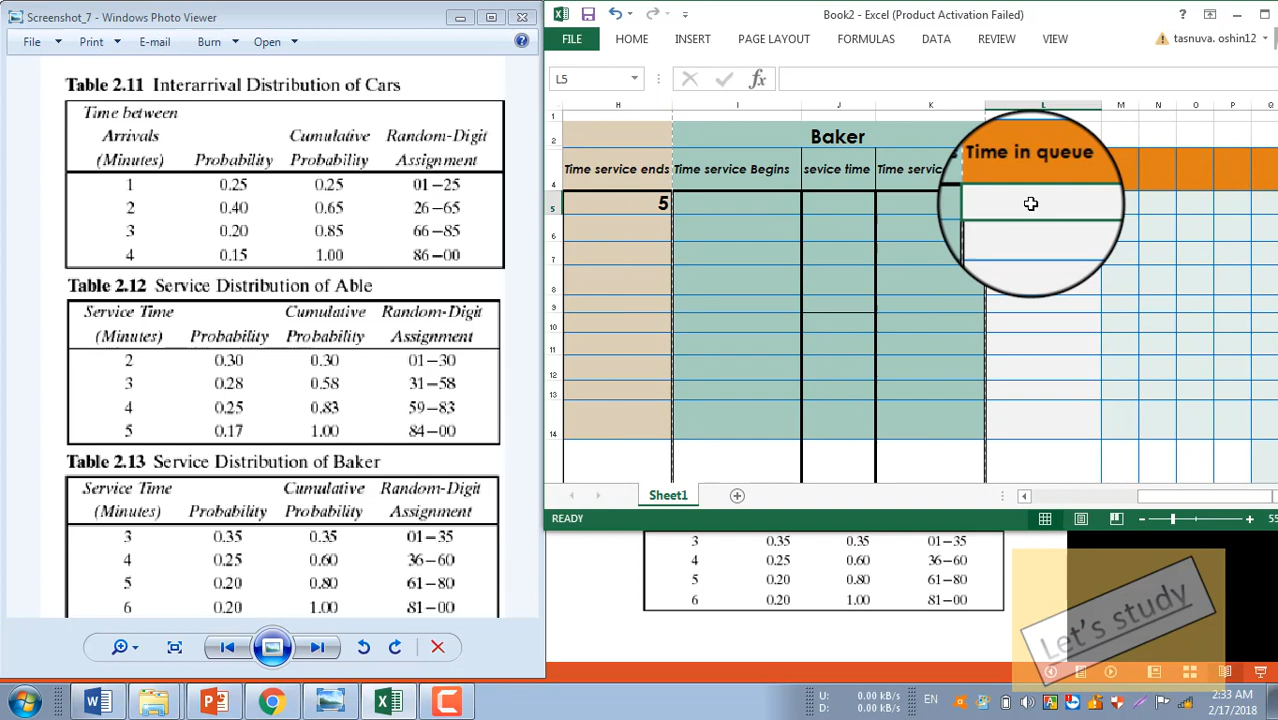 Screenshot_7 - Windows Photo Viewer
File Print E-mail Burn Open
Table 2.11 Interarrival Distribution of Cars
Time between
Arrivals Cumulative Random-Digit
(Minutes) Probability Probability Assignment
1 0.25 0.25 01–25
2 0.40 0.65 26–65
3 0.20 0.85 66–85
4 0.15 1.00 86–00
Table 2.12 Service Distribution of Able
Service Time Cumulative Random-Digit
(Minutes) Probability Probability Assignment
2 0.30 0.30 01–30
3 0.28 0.58 31–58
4 0.25 0.83 59–83
5 0.17 1.00 84–00
Table 2.13 Service Distribution of Baker
Service Time Cumulative Random-Digit
(Minutes) Probability Probability Assignment
3 0.35 0.35 01–35
4 0.25 0.60 36–60
5 0.20 0.80 61–80
6 0.20 1.00 81–00
Book2 - Excel (Product Activation Failed)
FILE HOME INSERT PAGE LAYOUT FORMULAS DATA REVIEW VIEW tasnuva. oshin12
L5 fx
H I J K L M N O P Q
1
2 Baker
4 Time service ends Time service Begins sevice time Time servic Time in queue
5 5
6
7
8
9
10
11
12
13
14
Sheet1
READY 55
3 0.35 0.35 01–35
4 0.25 0.60 36–60
5 0.20 0.80 61–80
6 0.20 1.00 81–00
Let's study
U: 0.00 kB/s
D: 0.00 kB/s
EN
2:33 AM
2/17/2018